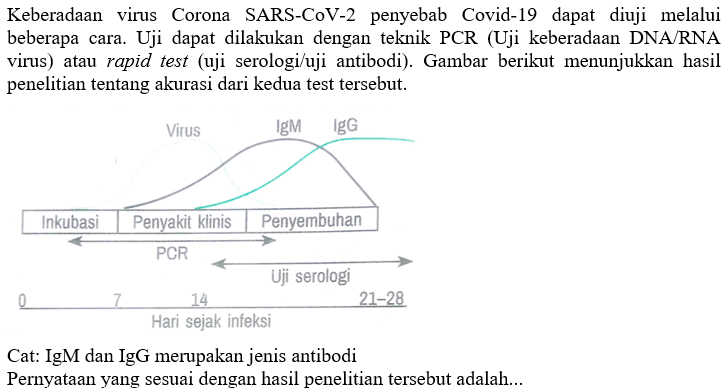 Keberadaan virus Corona SARS-CoV-2 penyebab Covid-19 dapat diuji melalui
beberapa cara. Uji dapat dilakukan dengan teknik PCR (Uji keberadaan DNA/RNA
virus) atau rapid test (uji serologi/uji antibodi). Gambar berikut menunjukkan hasil
penelitian tentang akurasi dari kedua test tersebut.
Virus IgM IgG
Inkubasi Penyakit klinis Penyembuhan
PCR
Uji serologi
0 7 14 21–28
Hari sejak infeksi
Cat: IgM dan IgG merupakan jenis antibodi
Pernyataan yang sesuai dengan hasil penelitian tersebut adalah...